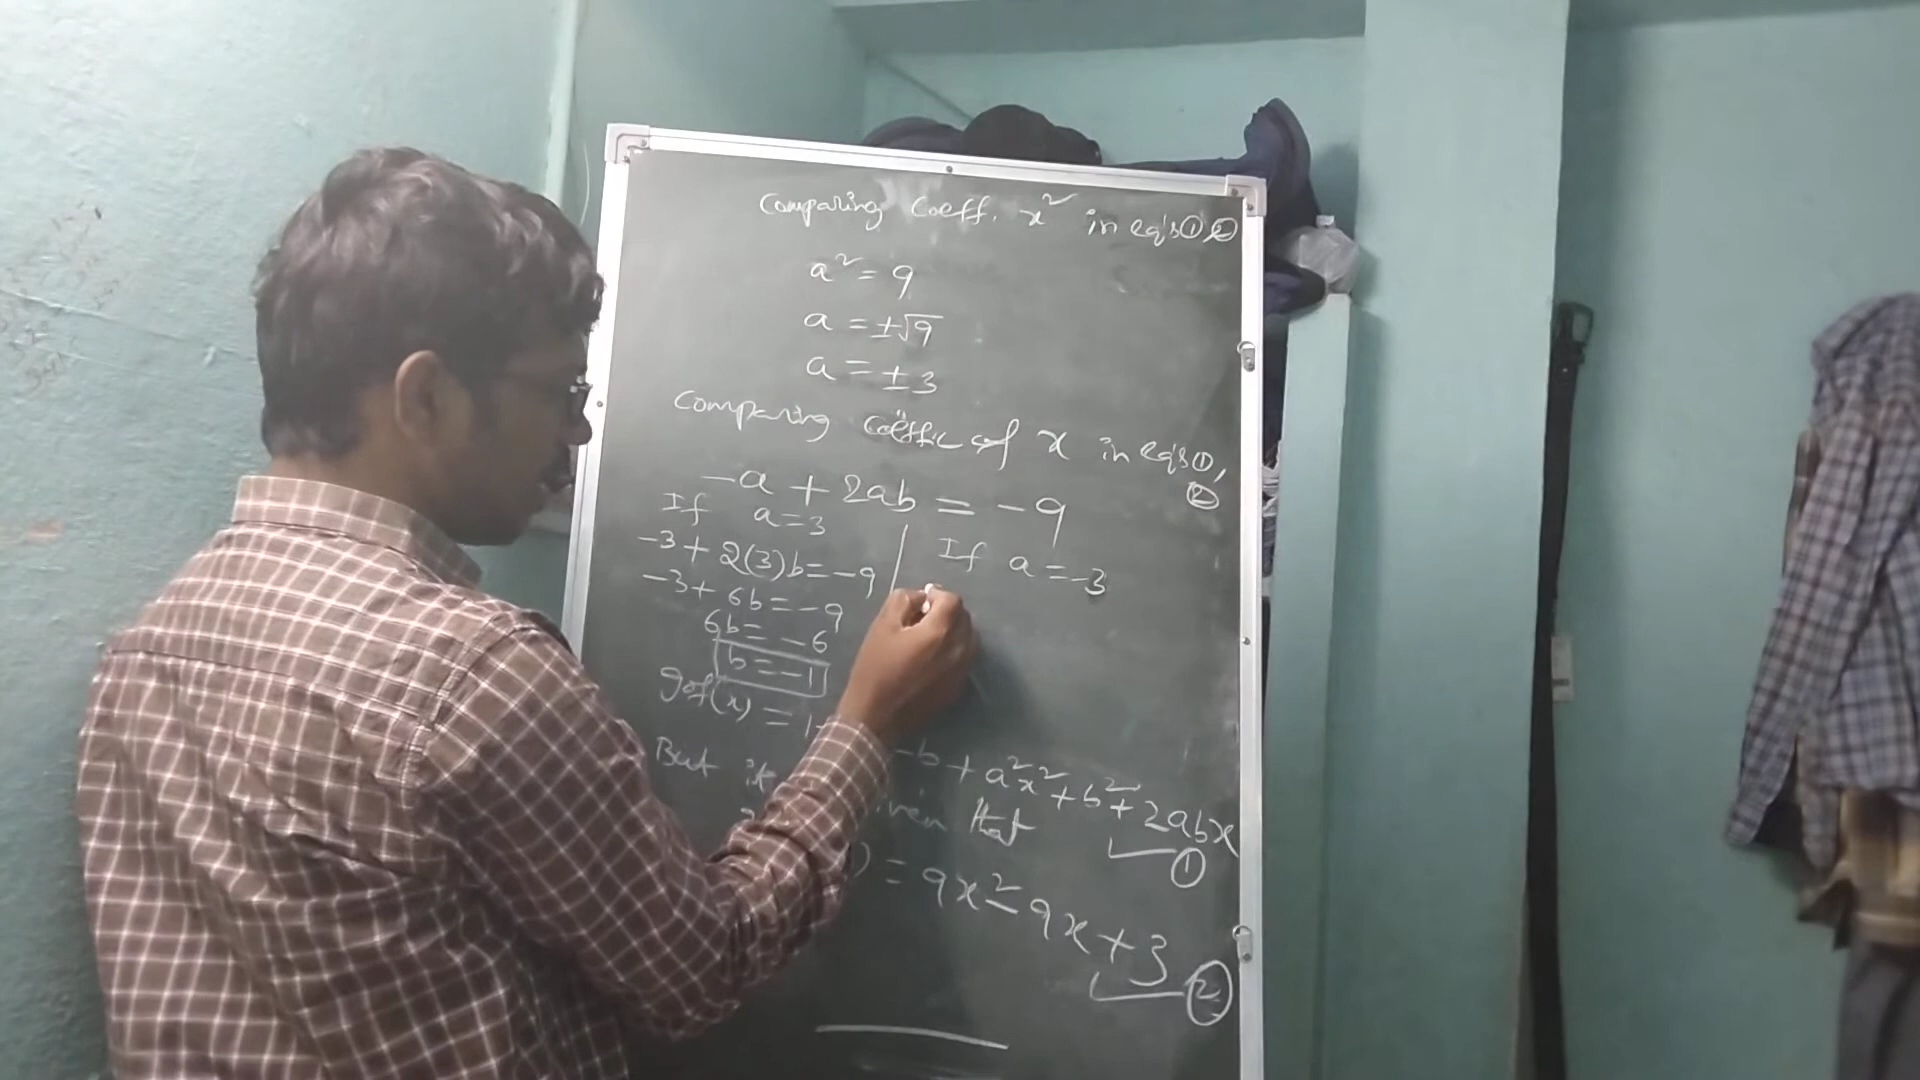 Comparing Coeff. x² in eq's ① ②
a² = 9
a = ±√9
a = ±3
Comparing Coeffic of x in eq's ①, ②
-a + 2ab = -9
If a = 3
-3 + 2(3)b = -9
-3 + 6b = -9
6b = -6
b = -1
If a = -3
gof(x) = 1 -b + a²x² + b² + 2abx ①
But it that
) = 9x² - 9x + 3 ②